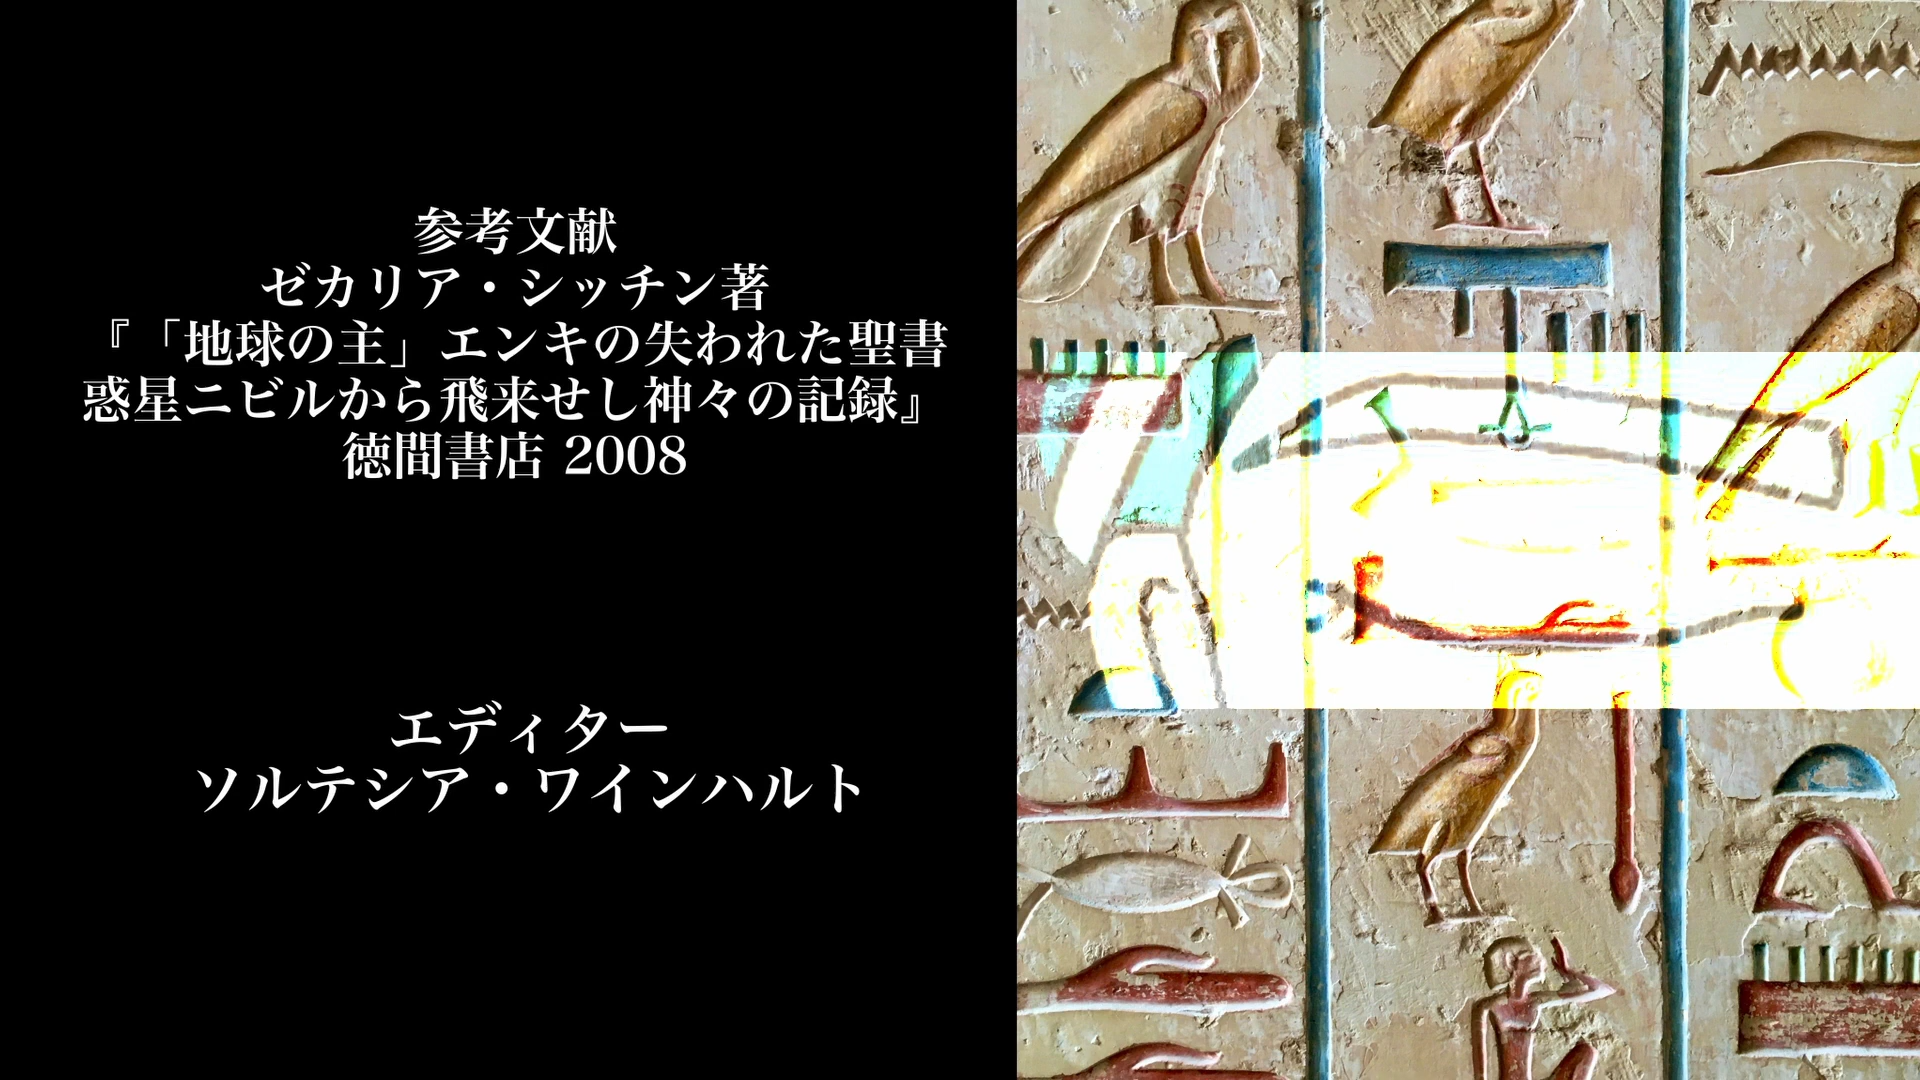 参考文献
ゼカリア・シッチン著
『「地球の主」エンキの失われた聖書
惑星ニビルから飛来せし神々の記録』
徳間書店 2008
エディター
ソルテシア・ワインハルト